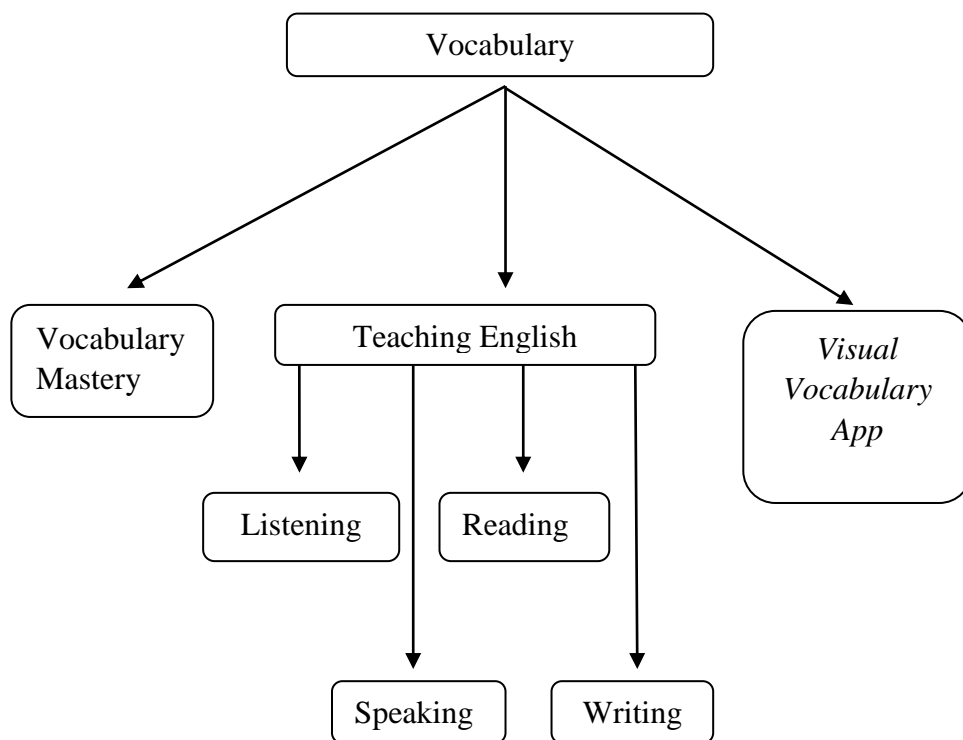 Vocabulary
Vocabulary
Mastery
Teaching English
Visual
Vocabulary
App
Listening
Reading
Speaking
Writing